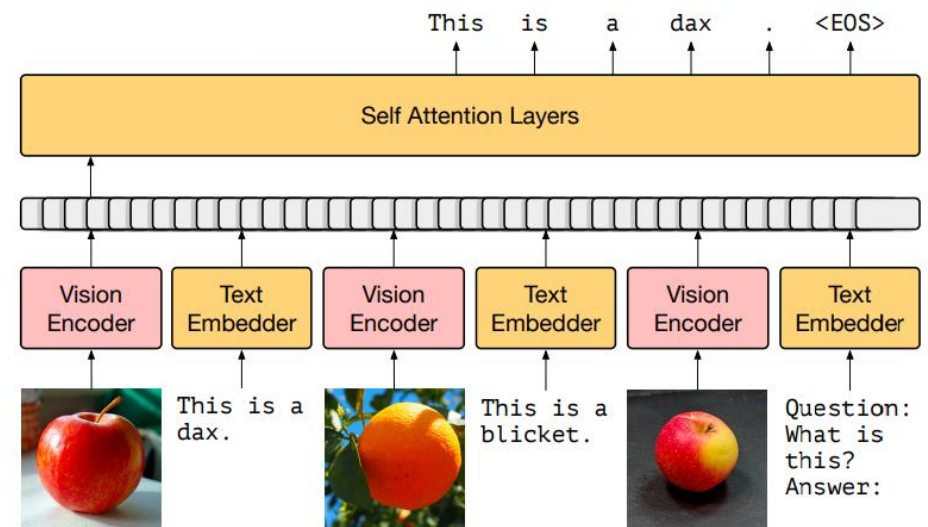 This is a dax . <EOS>
Self Attention Layers
Vision
Encoder
Text
Embedder
Vision
Encoder
Text
Embedder
Vision
Encoder
Text
Embedder
This is a
dax.
This is a
blicket.
Question:
What is
this?
Answer: